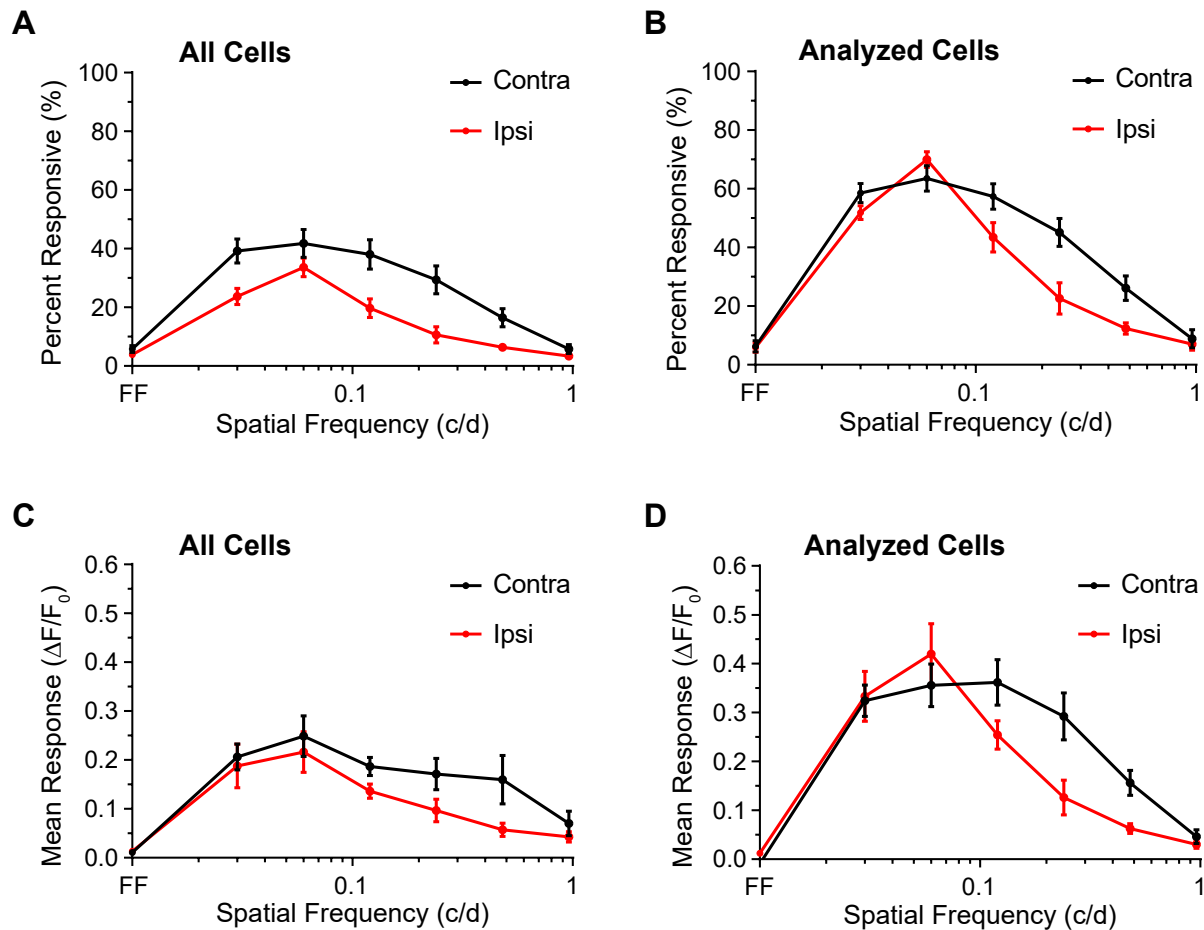 A
All Cells
Percent Responsive (%)
100
80
60
40
20
0
Contra
Ipsi
FF
0.1
1
Spatial Frequency (c/d)
B
Analyzed Cells
Percent Responsive (%)
100
80
60
40
20
0
Contra
Ipsi
FF
0.1
1
Spatial Frequency (c/d)
C
All Cells
Mean Response (ΔF/F₀)
0.6
0.5
0.4
0.3
0.2
0.1
0.0
Contra
Ipsi
FF
0.1
1
Spatial Frequency (c/d)
D
Analyzed Cells
Mean Response (ΔF/F₀)
0.6
0.5
0.4
0.3
0.2
0.1
0.0
Contra
Ipsi
FF
0.1
1
Spatial Frequency (c/d)